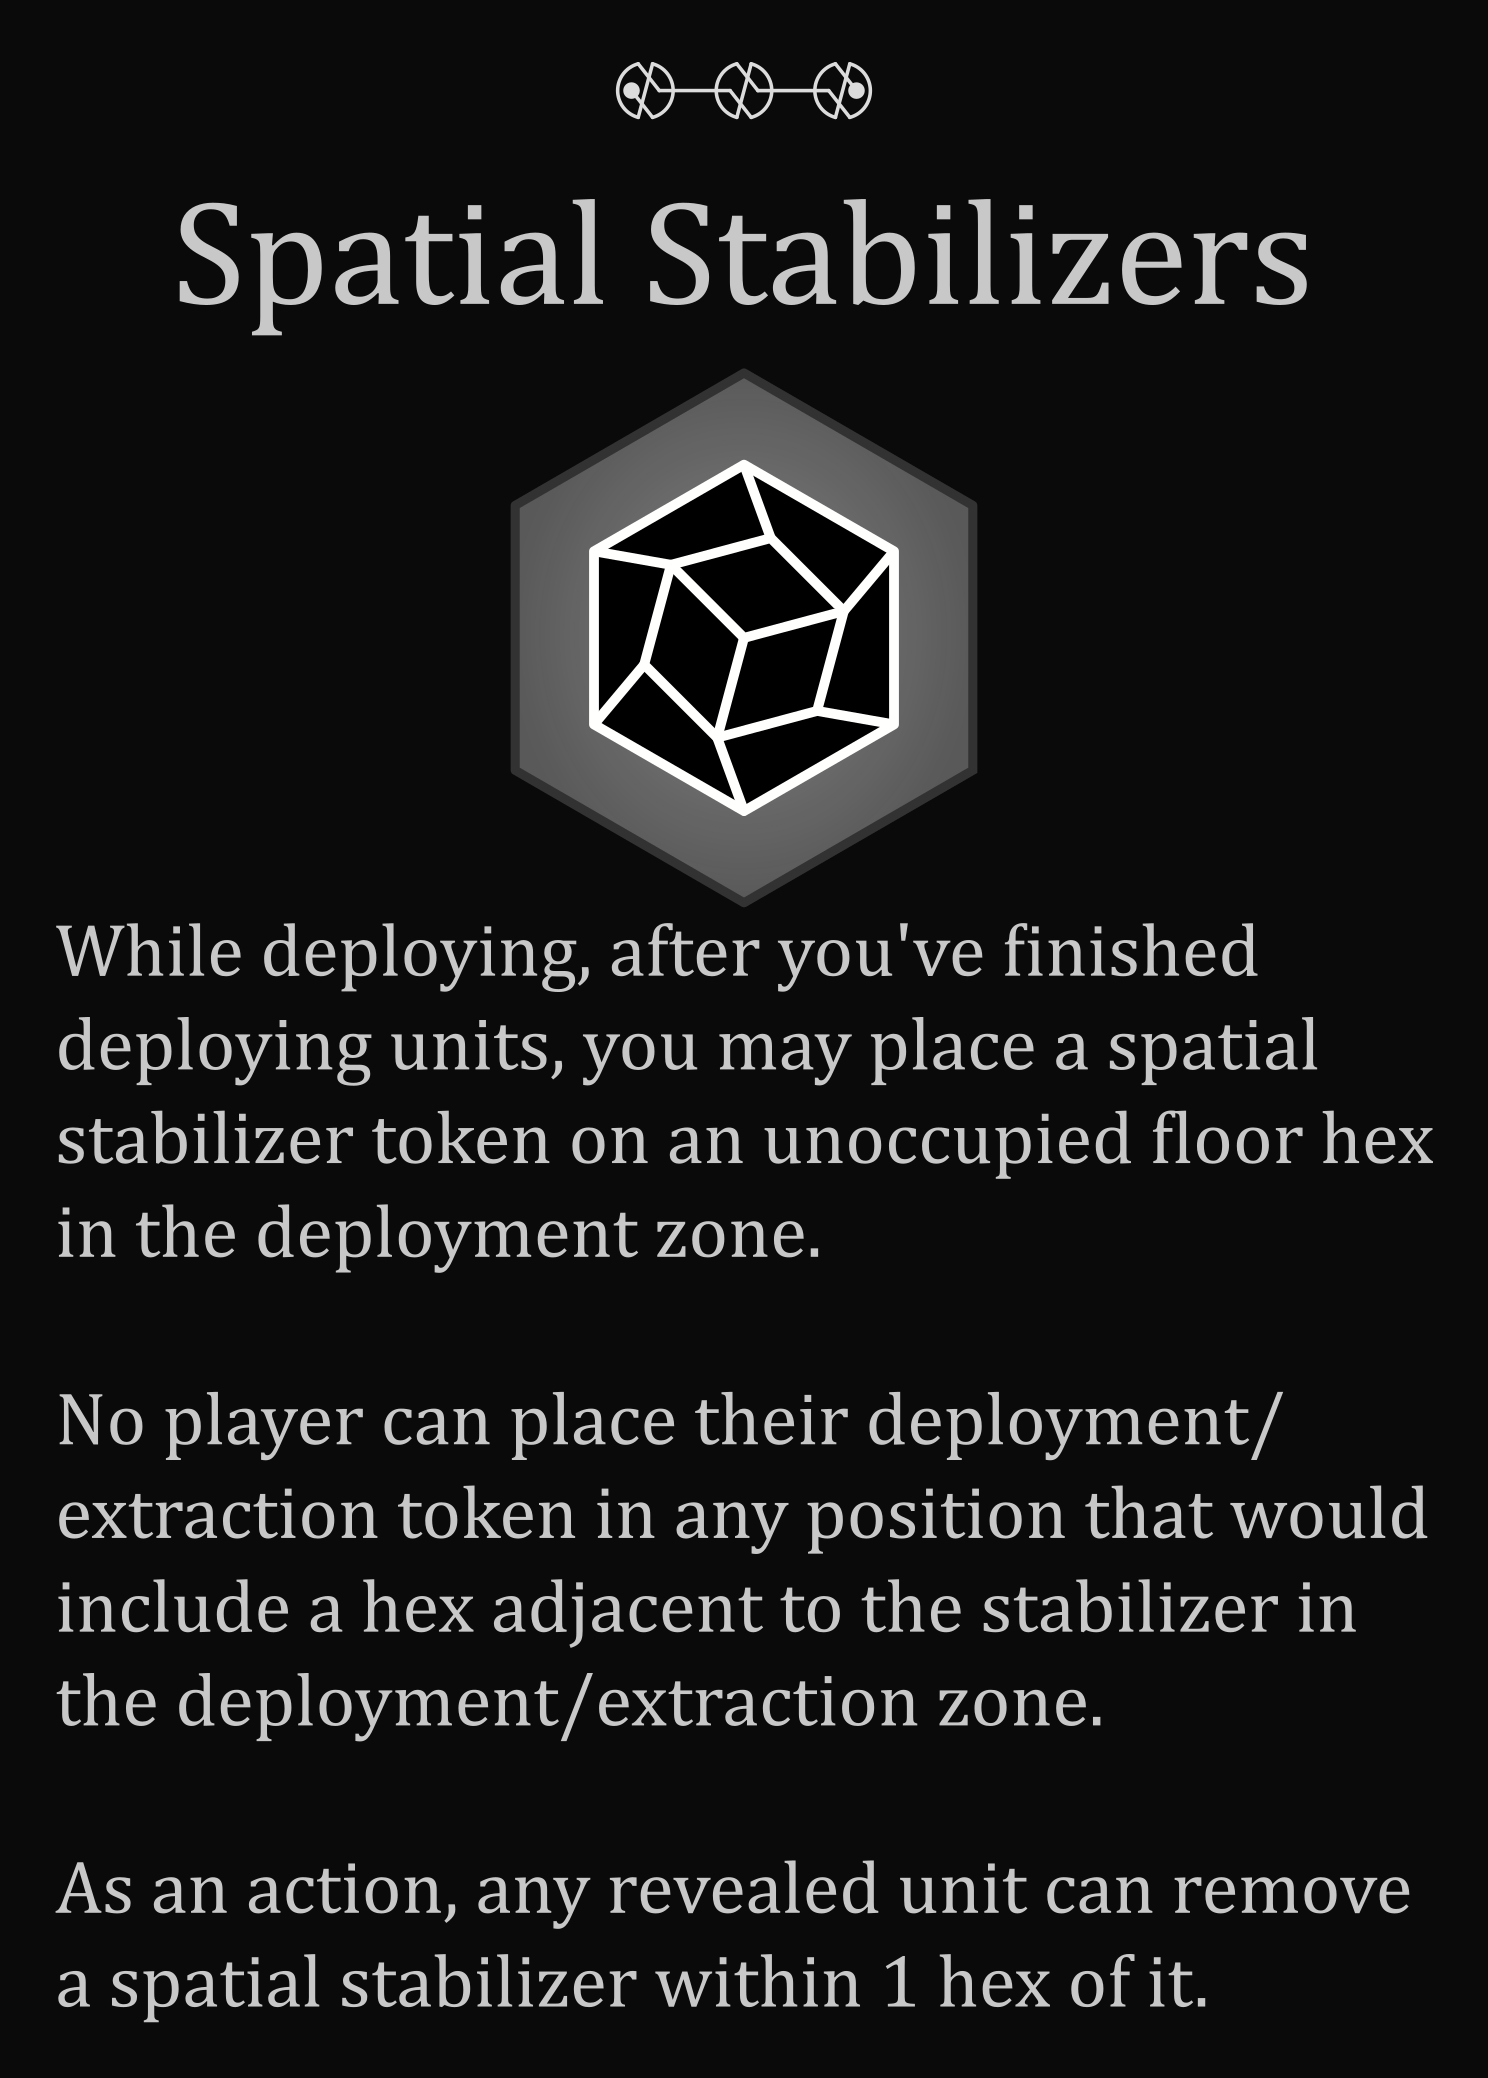 Spatial Stabilizers
While deploying, after you've finished
deploying units, you may place a spatial
stabilizer token on an unoccupied floor hex
in the deployment zone.
No player can place their deployment/
extraction token in any position that would
include a hex adjacent to the stabilizer in
the deployment/extraction zone.
As an action, any revealed unit can remove
a spatial stabilizer within 1 hex of it.